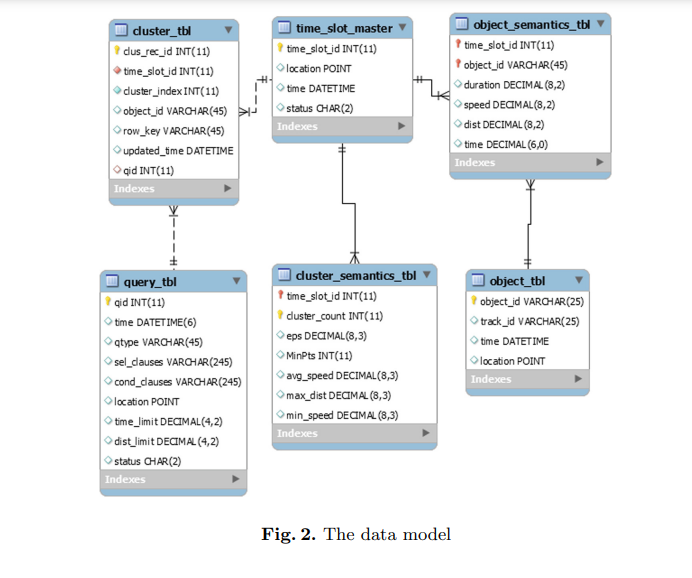 cluster_tbl
clus_rec_id INT(11)
time_slot_id INT(11)
cluster_index INT(11)
object_id VARCHAR(45)
row_key VARCHAR(45)
updated_time DATETIME
qid INT(11)
Indexes
time_slot_master
time_slot_id INT(11)
location POINT
time DATETIME
status CHAR(2)
Indexes
object_semantics_tbl
time_slot_id INT(11)
object_id VARCHAR(45)
duration DECIMAL(8,2)
speed DECIMAL(8,2)
dist DECIMAL(8,2)
time DECIMAL(6,0)
Indexes
query_tbl
qid INT(11)
time DATETIME(6)
qtype VARCHAR(45)
sel_clauses VARCHAR(245)
cond_clauses VARCHAR(245)
location POINT
time_limit DECIMAL(4,2)
dist_limit DECIMAL(4,2)
status CHAR(2)
Indexes
cluster_semantics_tbl
time_slot_id INT(11)
cluster_count INT(11)
eps DECIMAL(8,3)
MinPts INT(11)
avg_speed DECIMAL(8,3)
max_dist DECIMAL(8,3)
min_speed DECIMAL(8,3)
Indexes
object_tbl
object_id VARCHAR(25)
track_id VARCHAR(25)
time DATETIME
location POINT
Indexes
Fig. 2. The data model